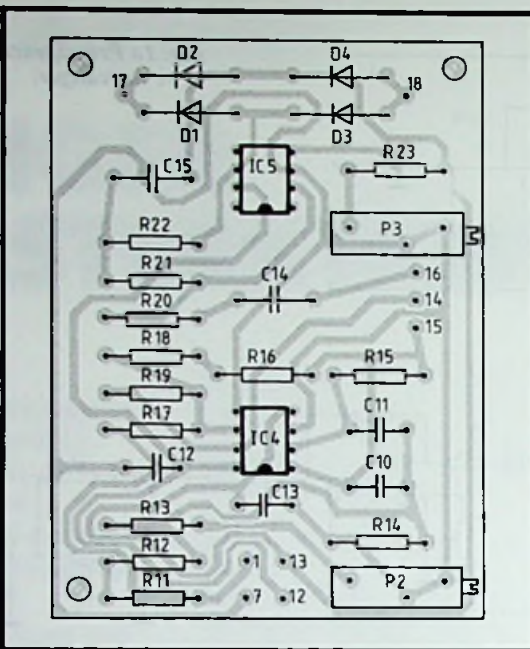 D2 D4
17 18
D1 D3
R23
C15 IC5
R22 P3
R21
C14 16
R20 14
15
R18
R16 R15
R19
C11
R17 IC4
C12 C10
C13
R13 R14
R12 1 13
R11 7 12 P2